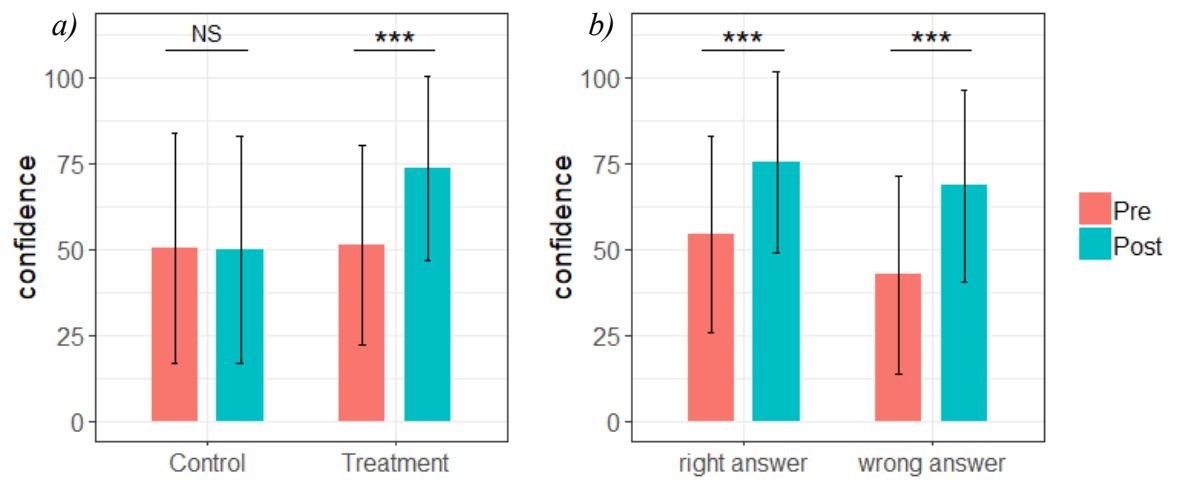 a)
NS
***
confidence
100
75
50
25
0
Control
Treatment
b)
***
***
confidence
100
75
50
25
0
right answer
wrong answer
Pre
Post